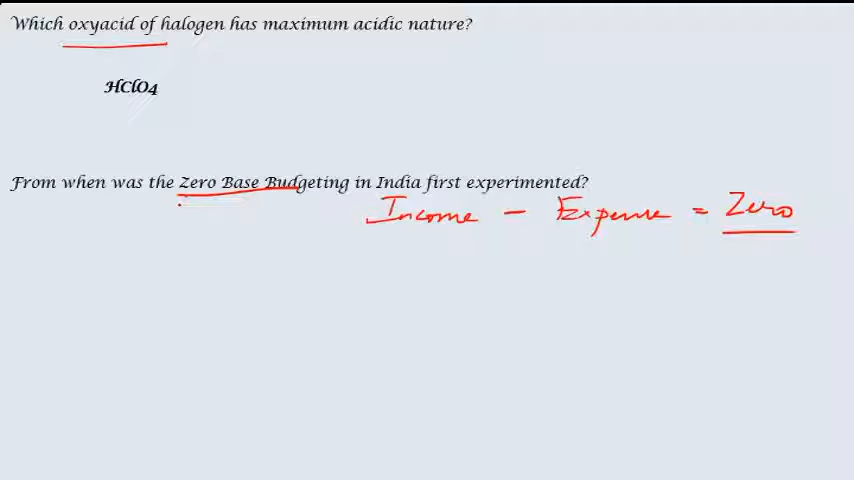 Which oxyacid of halogen has maximum acidic nature?
HClO4
From when was the Zero Base Budgeting in India first experimented?
Income - Expense = Zero